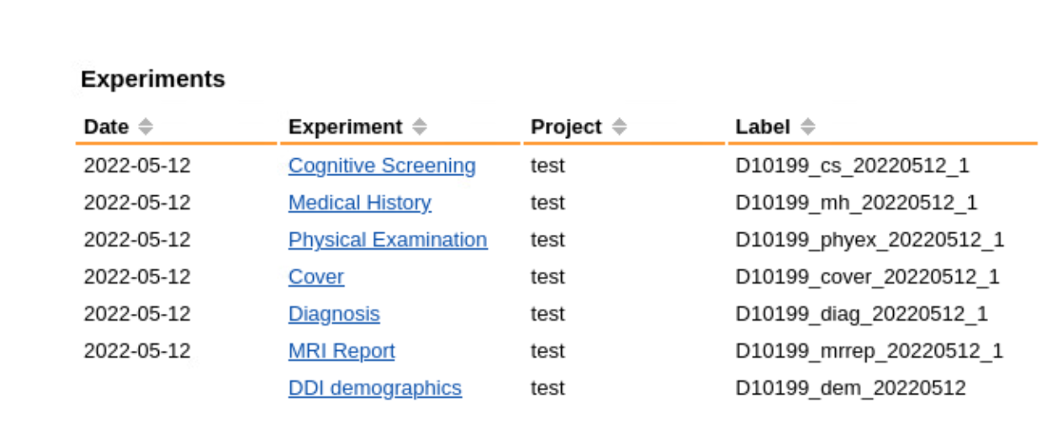 Experiments
Date Experiment Project Label
2022-05-12 Cognitive Screening test D10199_cs_20220512_1
2022-05-12 Medical History test D10199_mh_20220512_1
2022-05-12 Physical Examination test D10199_phyex_20220512_1
2022-05-12 Cover test D10199_cover_20220512_1
2022-05-12 Diagnosis test D10199_diag_20220512_1
2022-05-12 MRI Report test D10199_mrrep_20220512_1
DDI demographics test D10199_dem_20220512